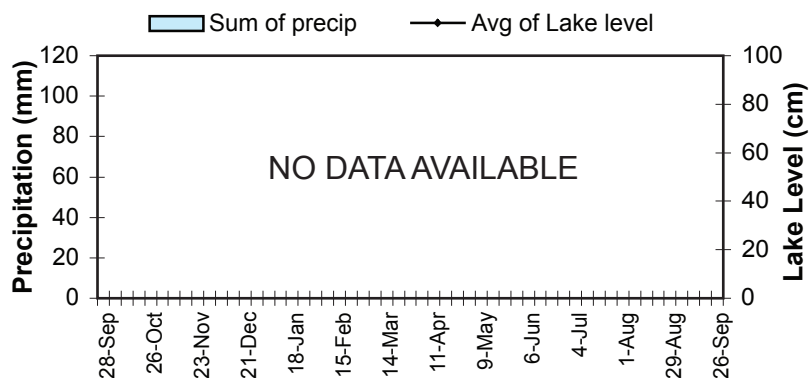 Sum of precip
Avg of Lake level
Precipitation (mm)
120
100
80
60
40
20
0
NO DATA AVAILABLE
100
80
60
40
20
0
Lake Level (cm)
28-Sep
26-Oct
23-Nov
21-Dec
18-Jan
15-Feb
14-Mar
11-Apr
9-May
6-Jun
4-Jul
1-Aug
29-Aug
26-Sep